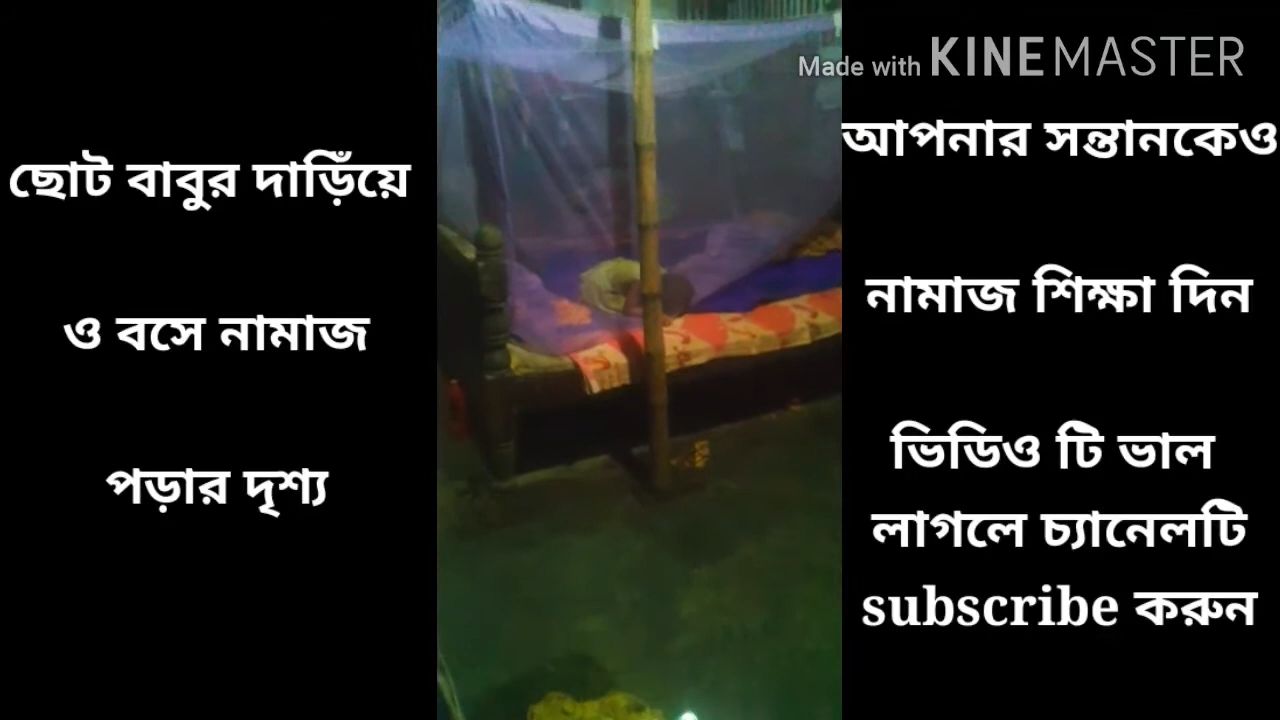 ছোট বাবুর দাড়িঁয়ে
ও বসে নামাজ
পড়ার দৃশ্য
Made with KINEMASTER
আপনার সন্তানকেও
নামাজ শিক্ষা দিন
ভিডিও টি ভাল
লাগলে চ্যানেলটি
subscribe করুন